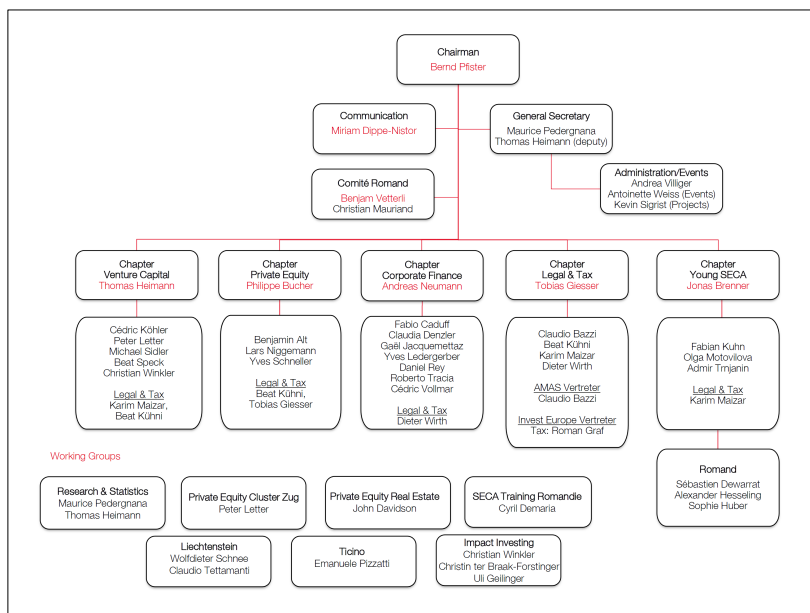 Chairman
Bernd Pfister
Communication
Miriam Dippe-Nistor
General Secretary
Maurice Pedergnana
Thomas Heimann (deputy)
Administration/Events
Andrea Villiger
Antoinette Weiss (Events)
Kevin Sigrist (Projects)
Comité Romand
Benjam Vetterli
Christian Mauriand
Chapter
Venture Capital
Thomas Heimann
Chapter
Private Equity
Philippe Bucher
Chapter
Corporate Finance
Andreas Neumann
Chapter
Legal & Tax
Tobias Giesser
Chapter
Young SECA
Jonas Brenner
Cédric Köhler
Peter Letter
Michael Sidler
Beat Speck
Christian Winkler
Legal & Tax
Karim Maizar,
Beat Kühni
Benjamin Alt
Lars Niggemann
Yves Schneller
Legal & Tax
Beat Kühni,
Tobias Giesser
Fabio Caduff
Claudia Denzler
Gaël Jacquemettaz
Yves Ledergerber
Daniel Rey
Roberto Tracia
Cédric Vollmar
Legal & Tax
Dieter Wirth
Claudio Bazzi
Beat Kühni
Karim Maizar
Dieter Wirth
AMAS Vertreter
Claudio Bazzi
Invest Europe Vertreter
Tax: Roman Graf
Fabian Kuhn
Olga Motovilova
Admir Trnjanin
Legal & Tax
Karim Maizar
Romand
Sébastien Dewarrat
Alexander Hesseling
Sophie Huber
Working Groups
Research & Statistics
Maurice Pedergnana
Thomas Heimann
Private Equity Cluster Zug
Peter Letter
Private Equity Real Estate
John Davidson
SECA Training Romandie
Cyril Demaria
Liechtenstein
Wolfdieter Schnee
Claudio Tettamanti
Ticino
Emanuele Pizzatti
Impact Investing
Christian Winkler
Christin ter Braak-Forstinger
Uli Geilinger